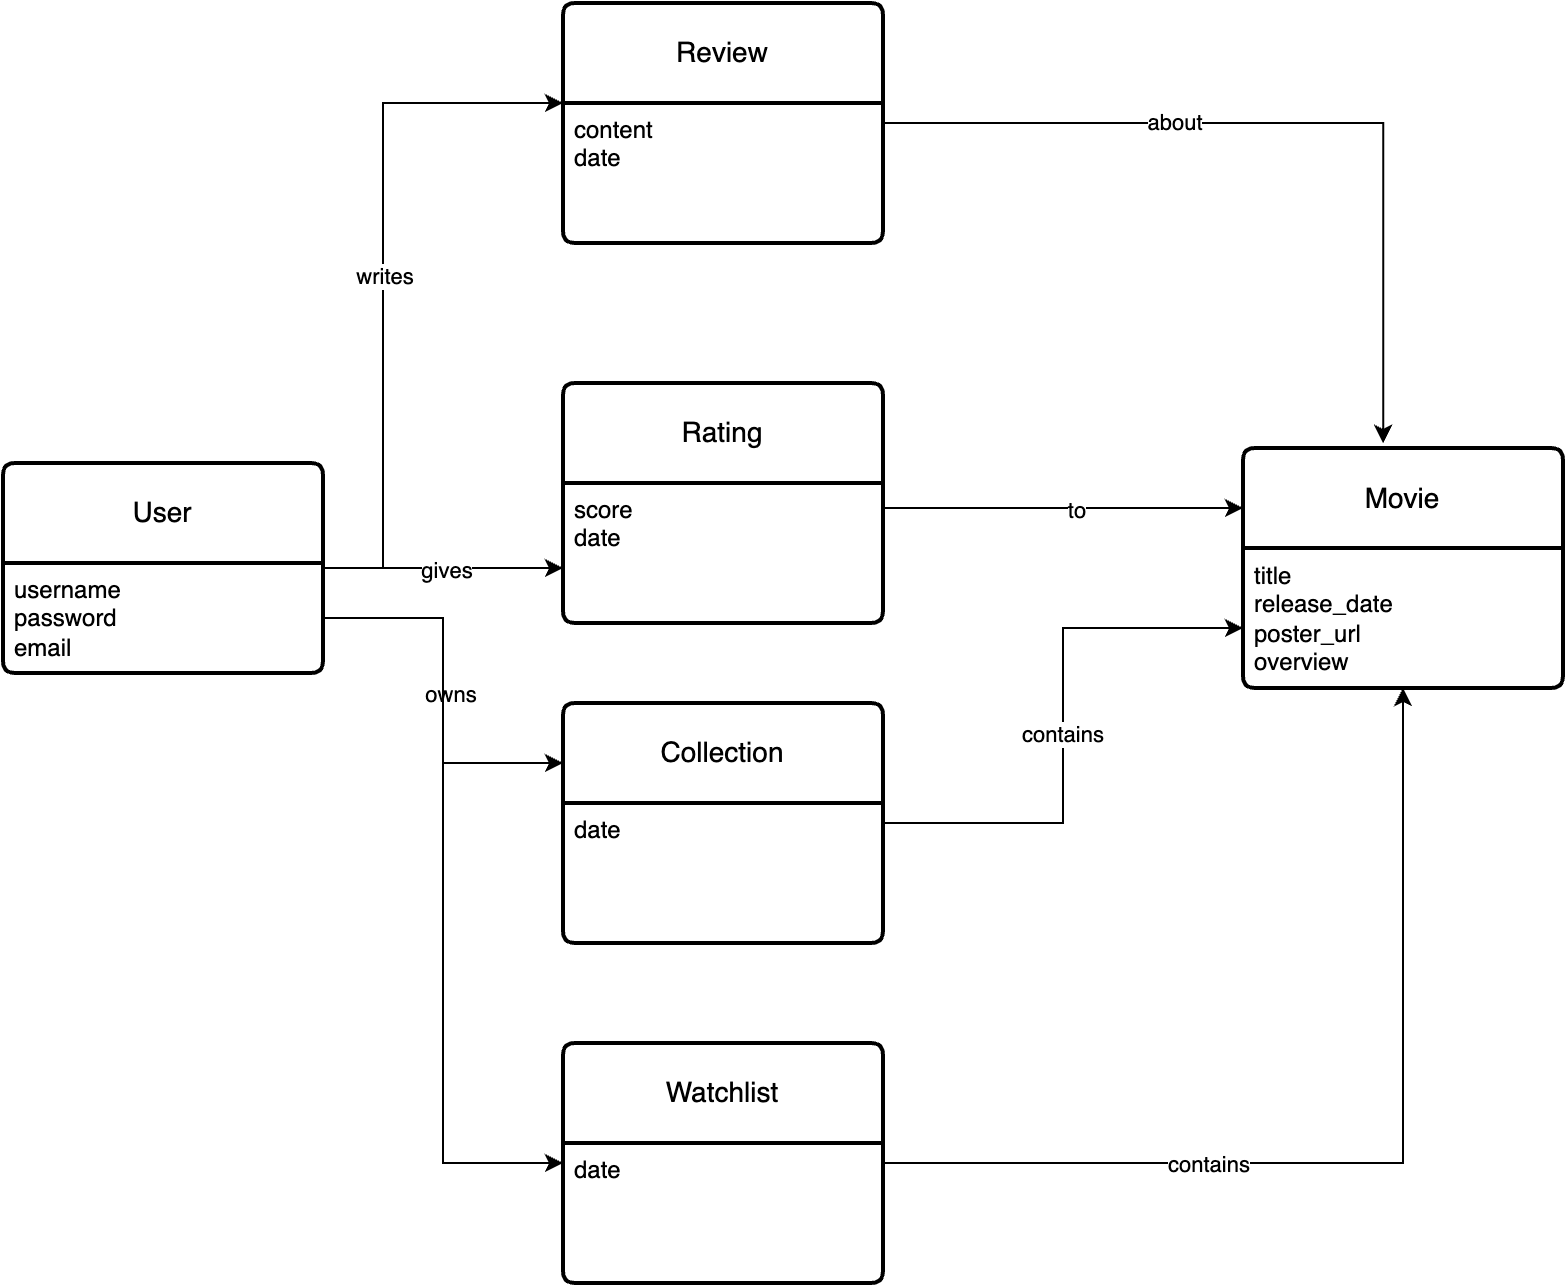 Review
content
date
about
writes
Rating
score
date
to
User
username
password
email
gives
owns
Movie
title
release_date
poster_url
overview
Collection
date
contains
Watchlist
date
contains